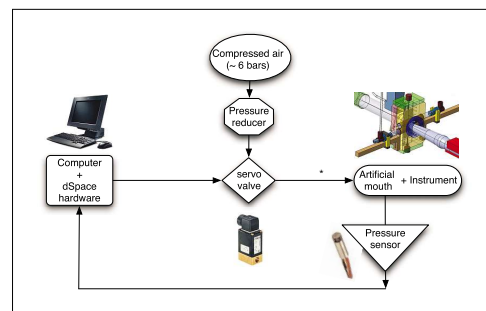 Compressed air
(~ 6 bars)
Pressure
reducer
Computer
+
dSpace
hardware
servo
valve
*
Artificial
mouth
+ Instrument
Pressure
sensor